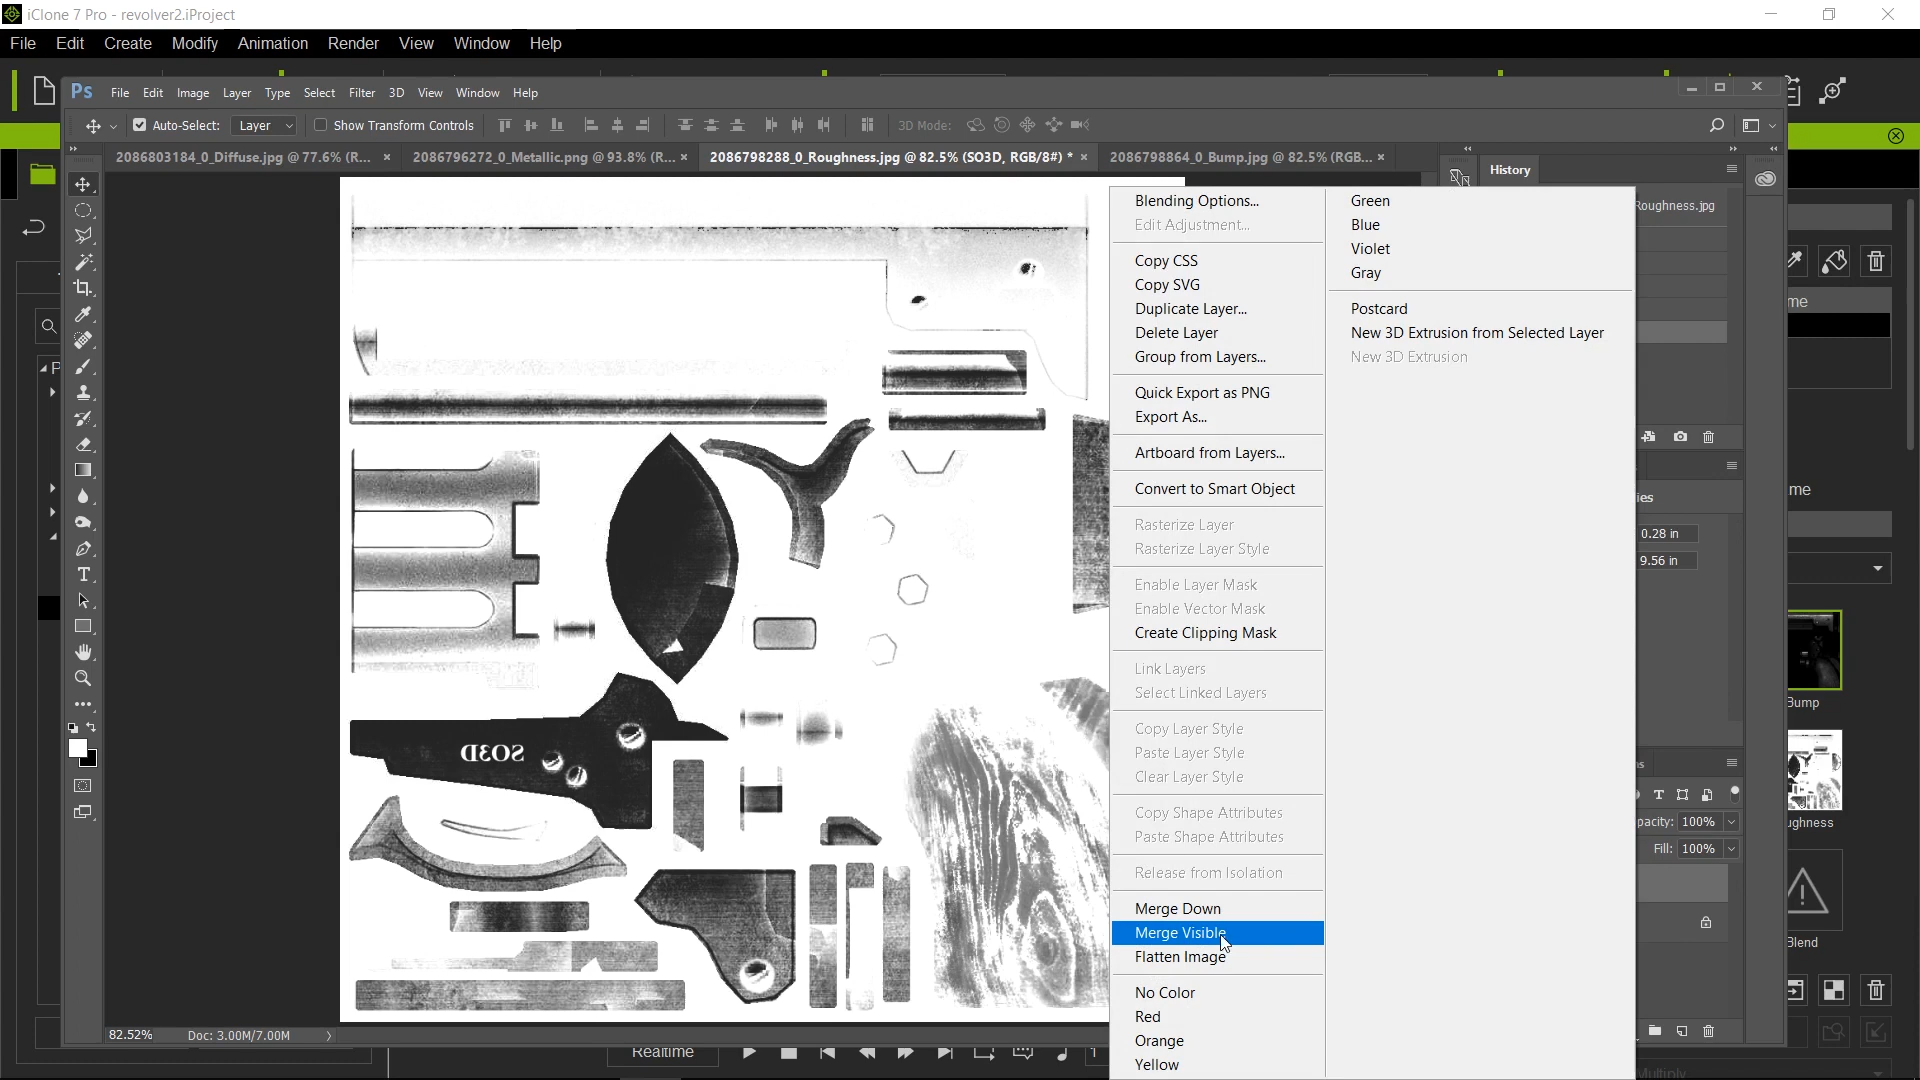 iClone 7 Pro - revolver2.iProject
File Edit Create Modify Animation Render View Window Help
Ps File Edit Image Layer Type Select Filter 3D View Window Help
Auto-Select: Layer Show Transform Controls 3D Mode:
2086803184_0_Diffuse.jpg @ 77.6% (R... × 2086796272_0_Metallic.png @ 93.8% (R... × 2086798288_0_Roughness.jpg @ 82.5% (SO3D, RGB/8#) * × 2086798864_0_Bump.jpg @ 82.5% (RGB... ×
History
Roughness.jpg
Blending Options...
Edit Adjustment...
Copy CSS
Copy SVG
Duplicate Layer...
Delete Layer
Group from Layers...
Quick Export as PNG
Export As...
Artboard from Layers...
Convert to Smart Object
Rasterize Layer
Rasterize Layer Style
Enable Layer Mask
Enable Vector Mask
Create Clipping Mask
Link Layers
Select Linked Layers
Copy Layer Style
Paste Layer Style
Clear Layer Style
Copy Shape Attributes
Paste Shape Attributes
Release from Isolation
Merge Down
Merge Visible
Flatten Image
No Color
Red
Orange
Yellow
Green
Blue
Violet
Gray
Postcard
New 3D Extrusion from Selected Layer
New 3D Extrusion
me
me
ies
0.28 in
9.56 in
Bump
ns
pacity: 100%
ughness
Fill: 100%
Blend
P
SO3D
82.52% Doc: 3.00M/7.00M >
Realtime
1
Multiply